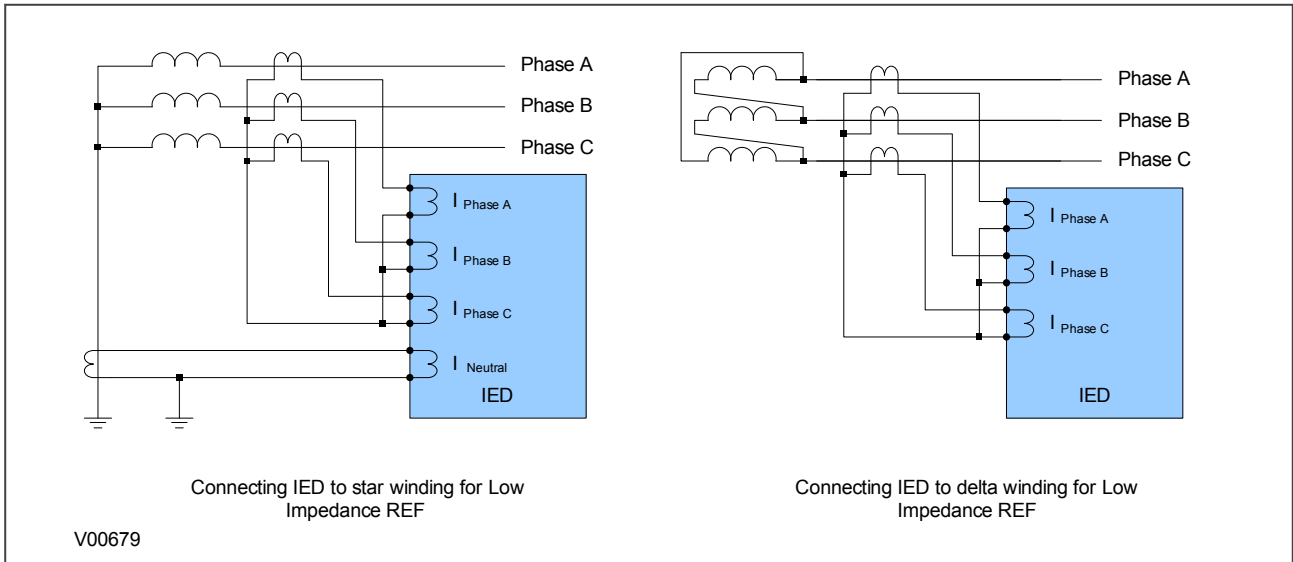 Phase A
Phase B
Phase C
I Phase A
I Phase B
I Phase C
I Neutral
IED
Connecting IED to star winding for Low
Impedance REF
Phase A
Phase B
Phase C
I Phase A
I Phase B
I Phase C
IED
Connecting IED to delta winding for Low
Impedance REF
V00679